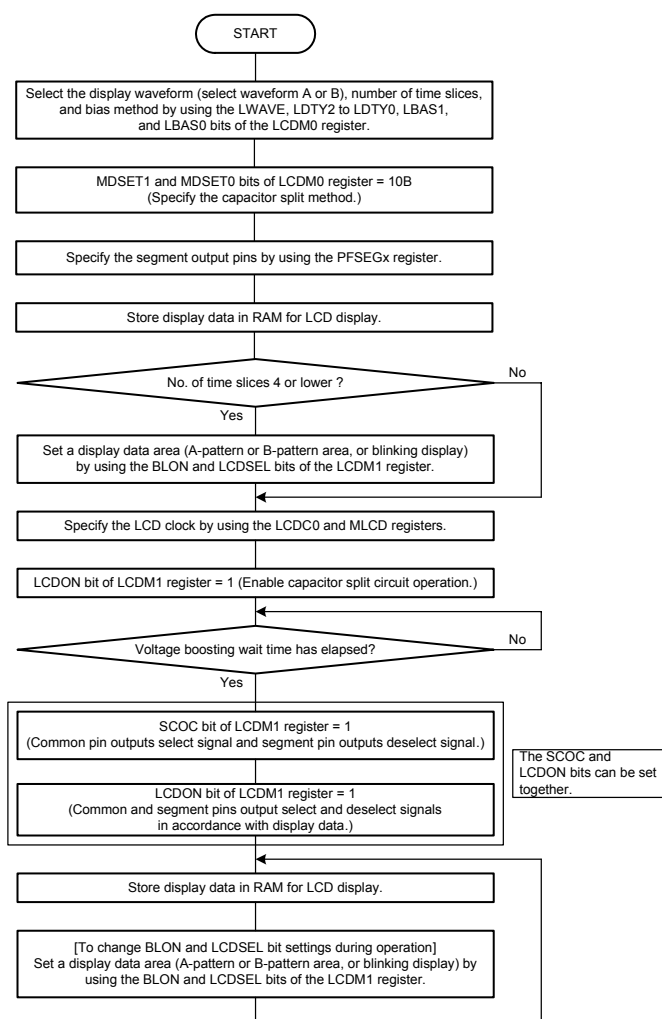 START
Select the display waveform (select waveform A or B), number of time slices,
and bias method by using the LWAVE, LDTY2 to LDTY0, LBAS1,
and LBAS0 bits of the LCDM0 register.
MDSET1 and MDSET0 bits of LCDM0 register = 10B
(Specify the capacitor split method.)
Specify the segment output pins by using the PFSEGx register.
Store display data in RAM for LCD display.
No. of time slices 4 or lower ?
No
Yes
Set a display data area (A-pattern or B-pattern area, or blinking display)
by using the BLON and LCDSEL bits of the LCDM1 register.
Specify the LCD clock by using the LCDC0 and MLCD registers.
LCDON bit of LCDM1 register = 1 (Enable capacitor split circuit operation.)
Voltage boosting wait time has elapsed?
No
Yes
SCOC bit of LCDM1 register = 1
(Common pin outputs select signal and segment pin outputs deselect signal.)
LCDON bit of LCDM1 register = 1
(Common and segment pins output select and deselect signals
in accordance with display data.)
The SCOC and
LCDON bits can be set
together.
Store display data in RAM for LCD display.
[To change BLON and LCDSEL bit settings during operation]
Set a display data area (A-pattern or B-pattern area, or blinking display) by
using the BLON and LCDSEL bits of the LCDM1 register.